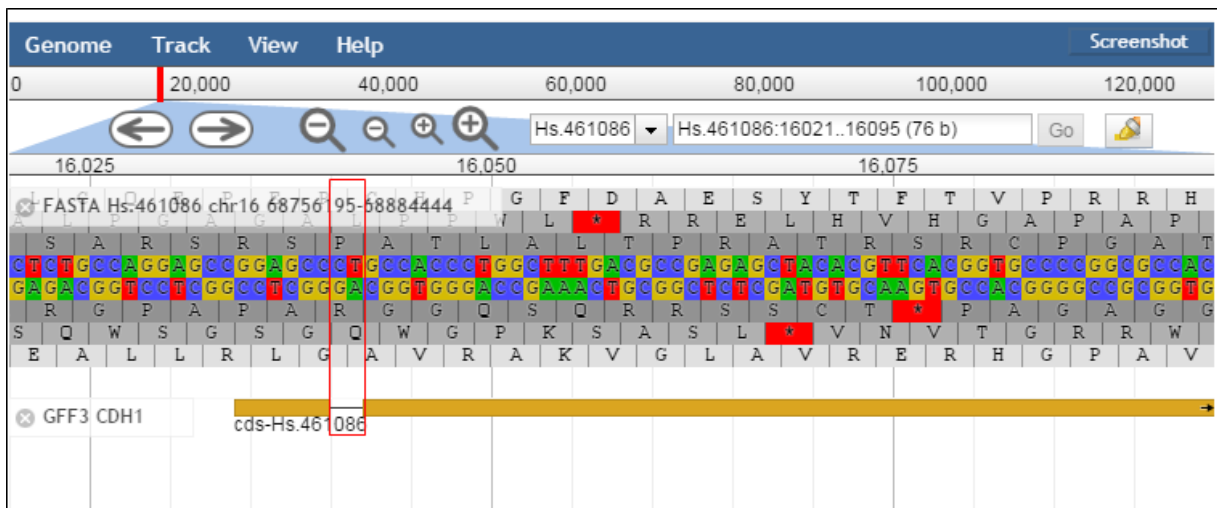 Genome Track View Help Screenshot
0 20,000 40,000 60,000 80,000 100,000 120,000
Hs.461086 Hs.461086:16021..16095 (76 b) Go
16,025 16,050 16,075
P G F D A E S Y T F T V P R R H
FASTA Hs:461086 chr16 68756195-68884444
W L * R R E L H V H G A P A P
S A R S R S P A T L A L T P R A T R S R C P G A T
CTCTGCCAGGAGCCGGAGCCCTGCCACCCTGGCTTTGACGCCGAGAGCTACACGTTCACGGTGCCCCGGCGCCAC
GAGACGGTCCTCGGCCTCGGGACGGTGGGACCGAAACTGCGGCTCTCGATGTGCAAGTGCCACGGGGCCGCGGTG
R G P A P A R G G Q S Q R R S S C T * P A G A G G
S Q W S G S G Q W G P K S A S L * V N V T G R R W
E A L L R L G A V R A K V G L A V R E R H G P A V
GFF3 CDH1
cds-Hs.461086